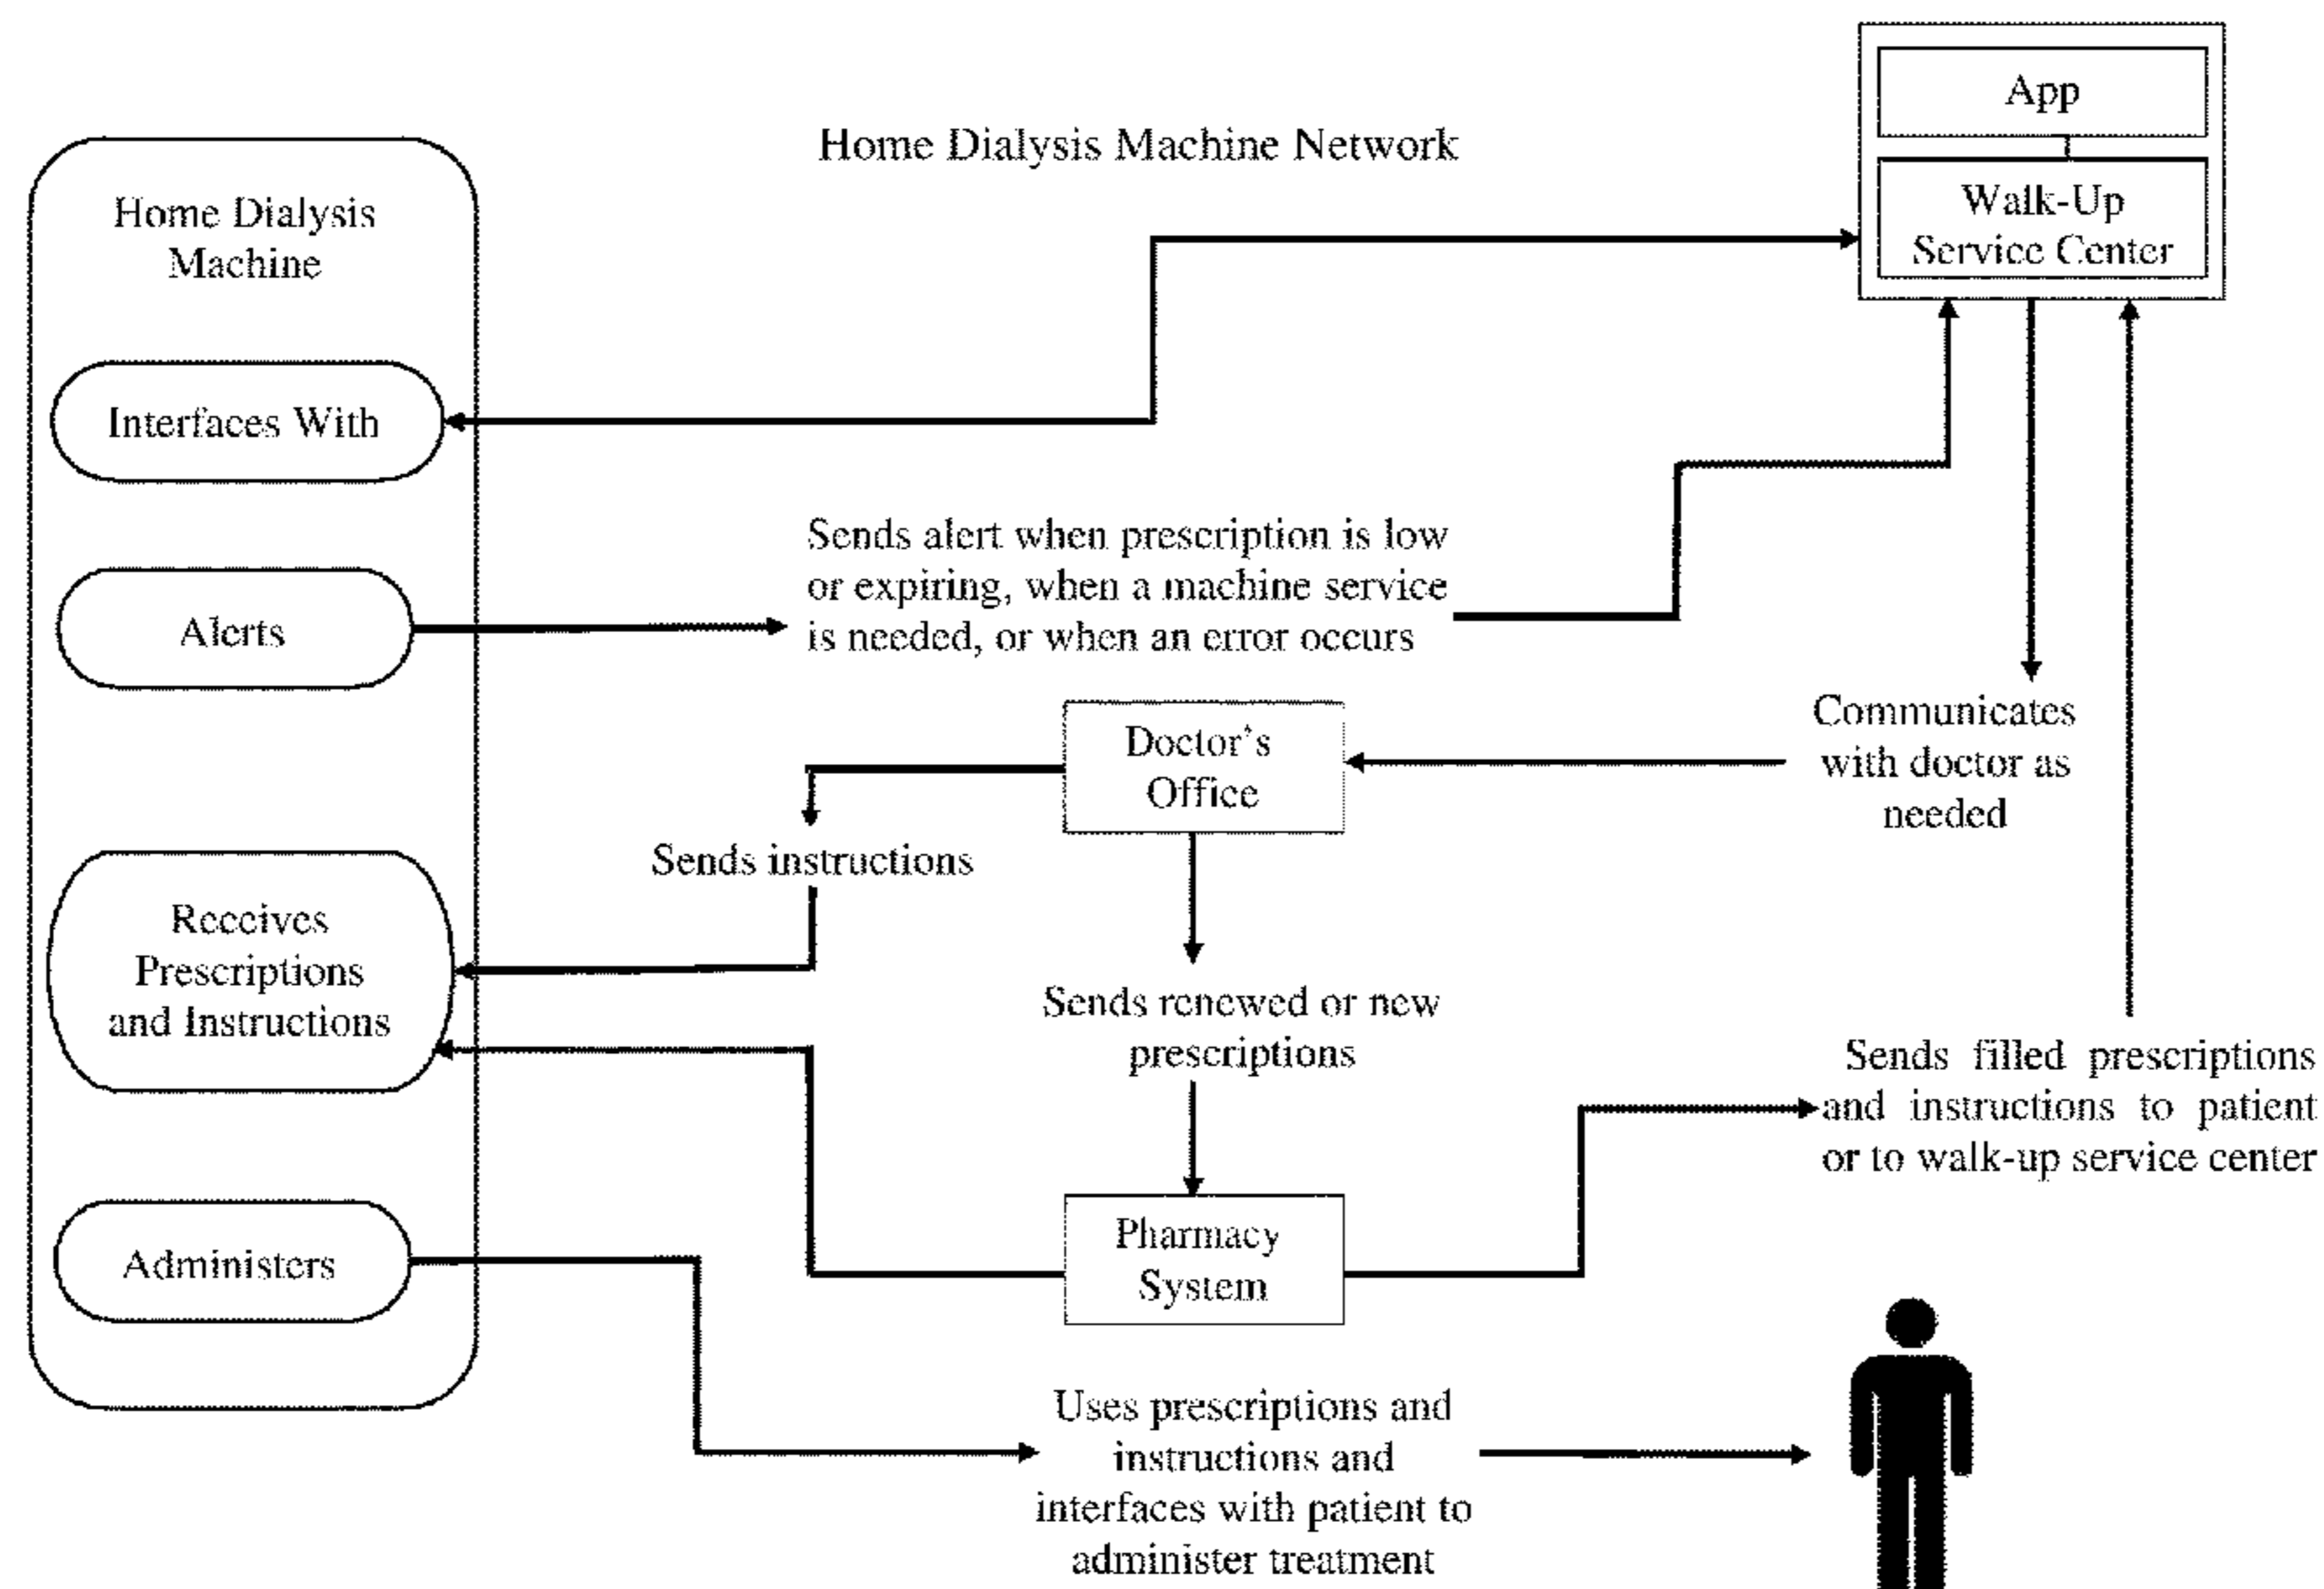 Home Dialysis Machine Network
App
Walk-Up
Service Center
Home Dialysis
Machine
Interfaces With
Alerts
Sends alert when prescription is low
or expiring, when a machine service
is needed, or when an error occurs
Doctor's
Office
Communicates
with doctor as
needed
Sends instructions
Receives
Prescriptions
and Instructions
Sends renewed or new
prescriptions
Sends filled prescriptions
and instructions to patient
or to walk-up service center
Pharmacy
System
Administers
Uses prescriptions and
instructions and
interfaces with patient to
administer treatment